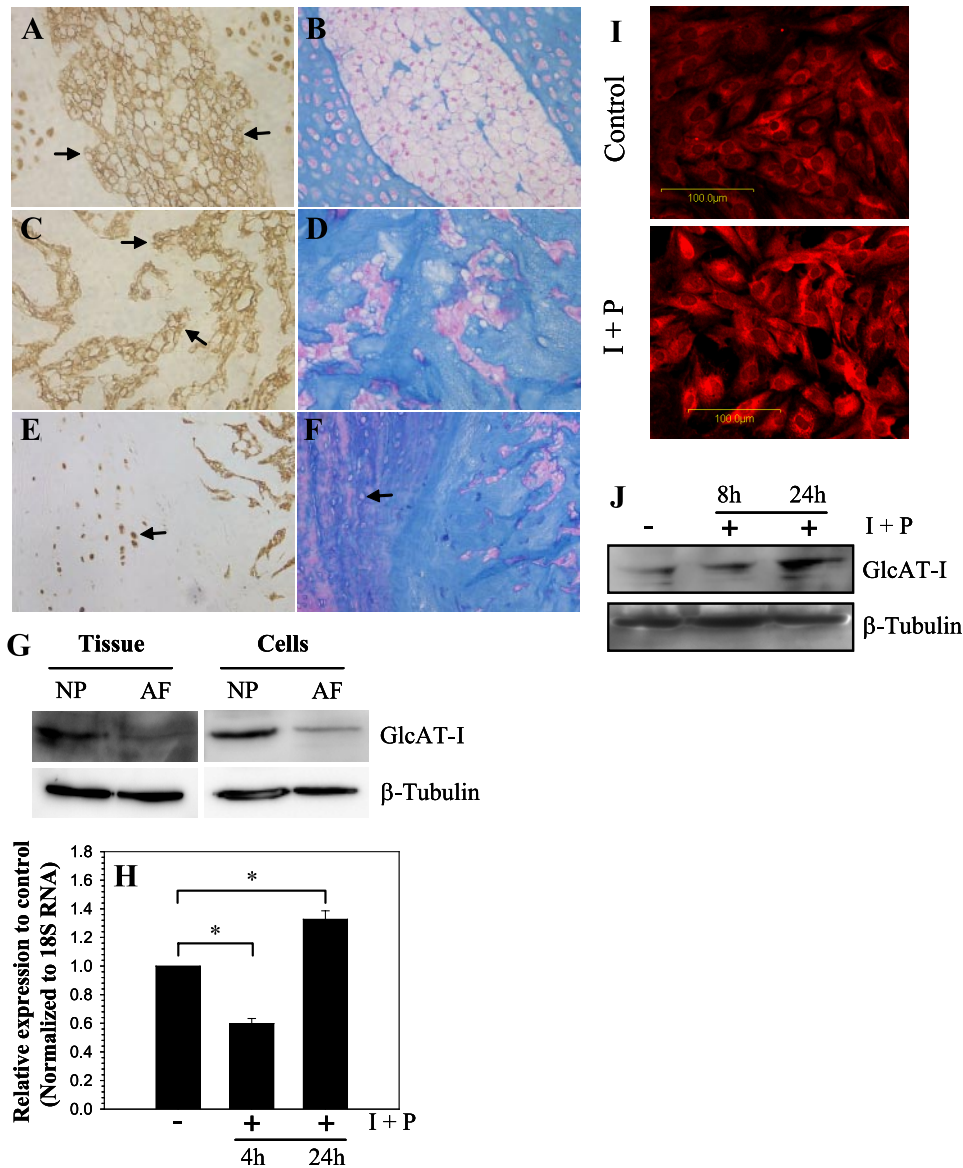 A
B
C
D
E
F
G
Tissue Cells
NP AF NP AF
GlcAT-I
β-Tubulin
H
Relative expression to control
(Normalized to 18S RNA)
1.8
1.6
1.4
1.2
1.0
0.8
0.6
0.4
0.2
0.0
*
*
- + + I + P
4h 24h
I
Control
100.0µm
I + P
100.0µm
J
8h 24h
- + + I + P
GlcAT-I
β-Tubulin